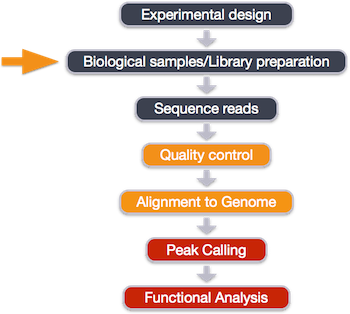 Experimental design
Biological samples/Library preparation
Sequence reads
Quality control
Alignment to Genome
Peak Calling
Functional Analysis